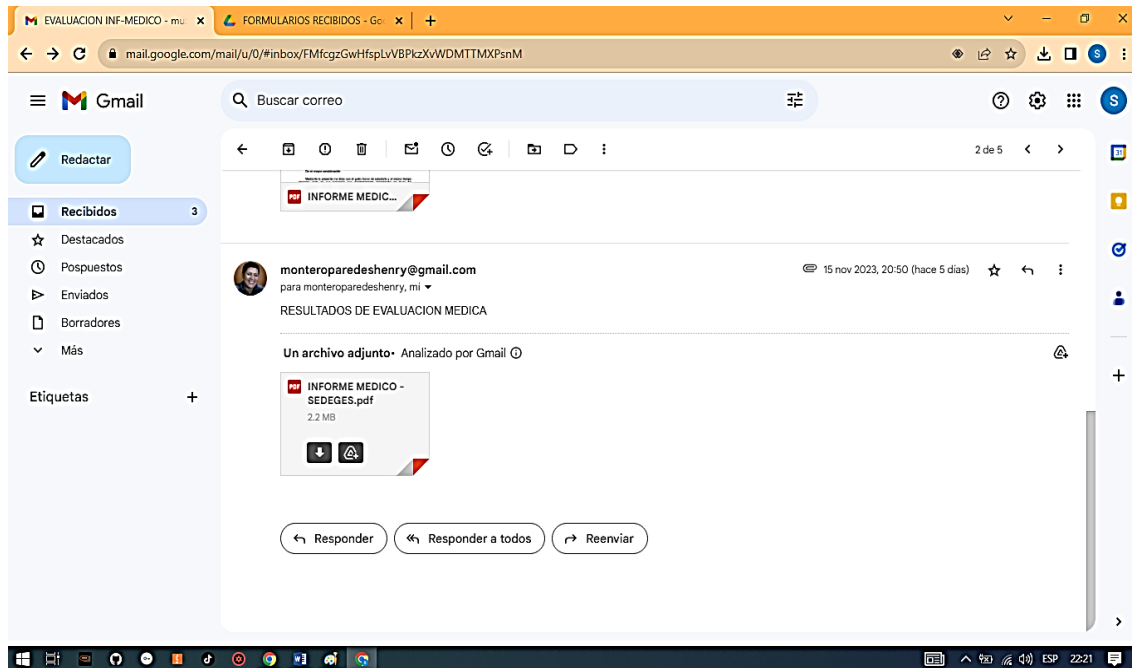 EVALUACION INF-MEDICO - mu
FORMULARIOS RECIBIDOS - Go
mail.google.com/mail/u/0/#inbox/FMfcgzGwHfspLvVBPkzXvWDMTTMXPsnM
S
Gmail
Buscar correo
S
Redactar
2 de 5
31
Recibidos 3
Destacados
Pospuestos
Enviados
Borradores
Más
Etiquetas
PDF INFORME MEDIC...
monteroparedeshenry@gmail.com
15 nov 2023, 20:50 (hace 5 días)
para monteroparedeshenry, mí
RESULTADOS DE EVALUACION MEDICA
Un archivo adjunto • Analizado por Gmail
PDF INFORME MEDICO -
SEDEGES.pdf
2.2 MB
Responder
Responder a todos
Reenviar
ESP 22:21